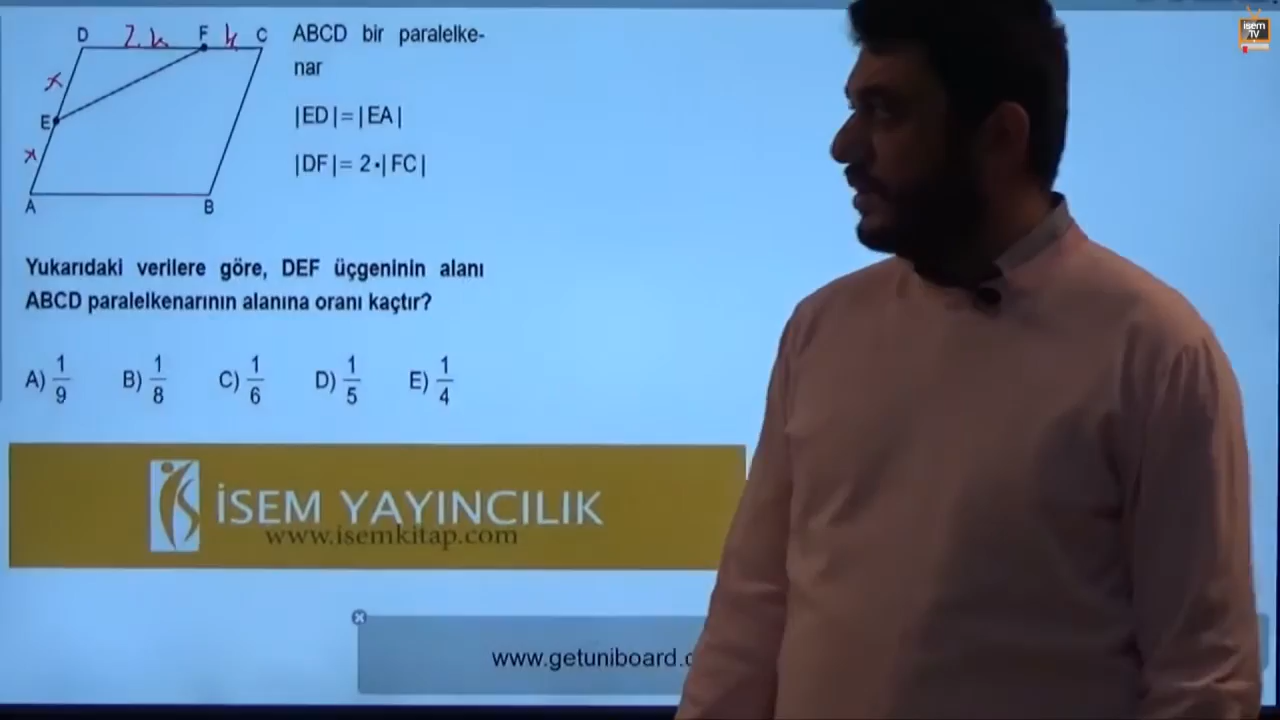 isem
TV
D 2k F k C
x
E
x
A B
ABCD bir paralelke-
nar
|ED|=|EA|
|DF|= 2·|FC|
Yukarıdaki verilere göre, DEF üçgeninin alanı
ABCD paralelkenarının alanına oranı kaçtır?
A) 1/9 B) 1/8 C) 1/6 D) 1/5 E) 1/4
İSEM YAYINCILIK
www.isemkitap.com
www.getuniboard.c